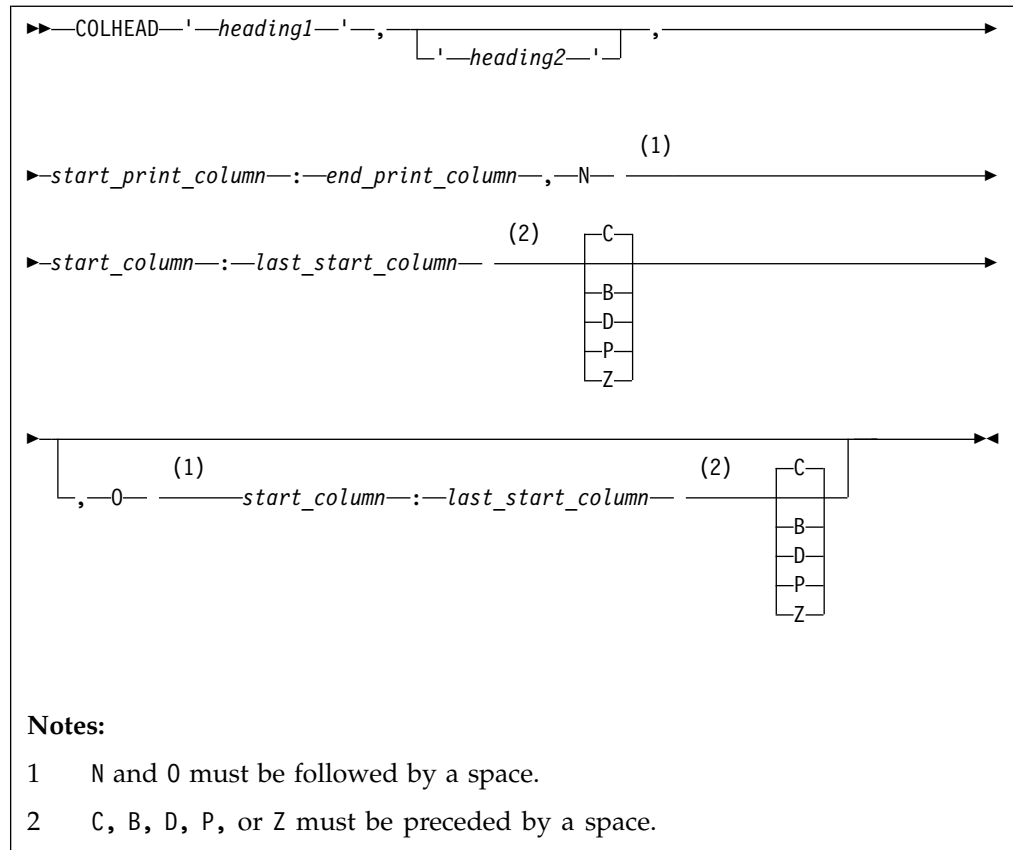 COLHEAD ' heading1 ' , ,
' heading2 '
(1)
start_print_column : end_print_column , N
(2) C
start_column : last_start_column
B
D
P
Z
(1) (2) C
, O start_column : last_start_column
B
D
P
Z
Notes:
1 N and O must be followed by a space.
2 C, B, D, P, or Z must be preceded by a space.